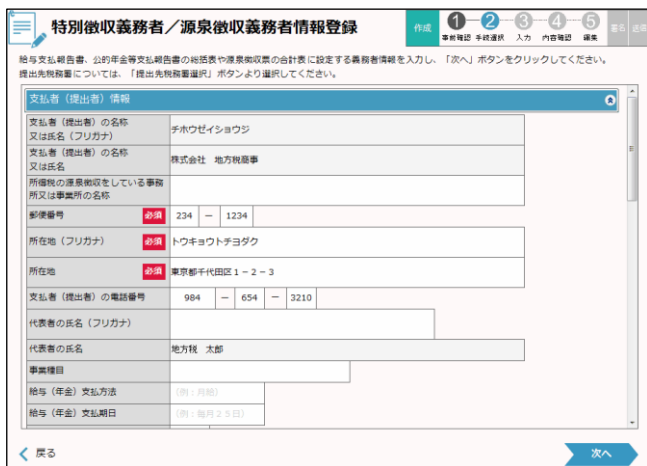 特別徴収義務者／源泉徴収義務者情報登録
作成
1 2 3 4 5
事前確認 手続選択 入力 内容確認 編集
署名 送信
給与支払報告書、公的年金等支払報告書の総括表や源泉徴収票の合計表に設定する義務者情報を入力し、「次へ」ボタンをクリックしてください。
提出先税務署については、「提出先税務署選択」ボタンより選択してください。
支払者（提出者）情報
支払者（提出者）の名称
又は氏名（フリガナ）
チホウゼイショウジ
支払者（提出者）の名称
又は氏名
株式会社　地方税商事
所得税の源泉徴収をしている事務
所又は事業所の名称
郵便番号 必須 234 － 1234
所在地（フリガナ） 必須 トウキョウトチヨダク
所在地 必須 東京都千代田区１－２－３
支払者（提出者）の電話番号 984 － 654 － 3210
代表者の氏名（フリガナ）
代表者の氏名 地方税　太郎
事業種目
給与（年金）支払方法 （例：月給）
給与（年金）支払期日 （例：毎月２５日）
戻る
次へ